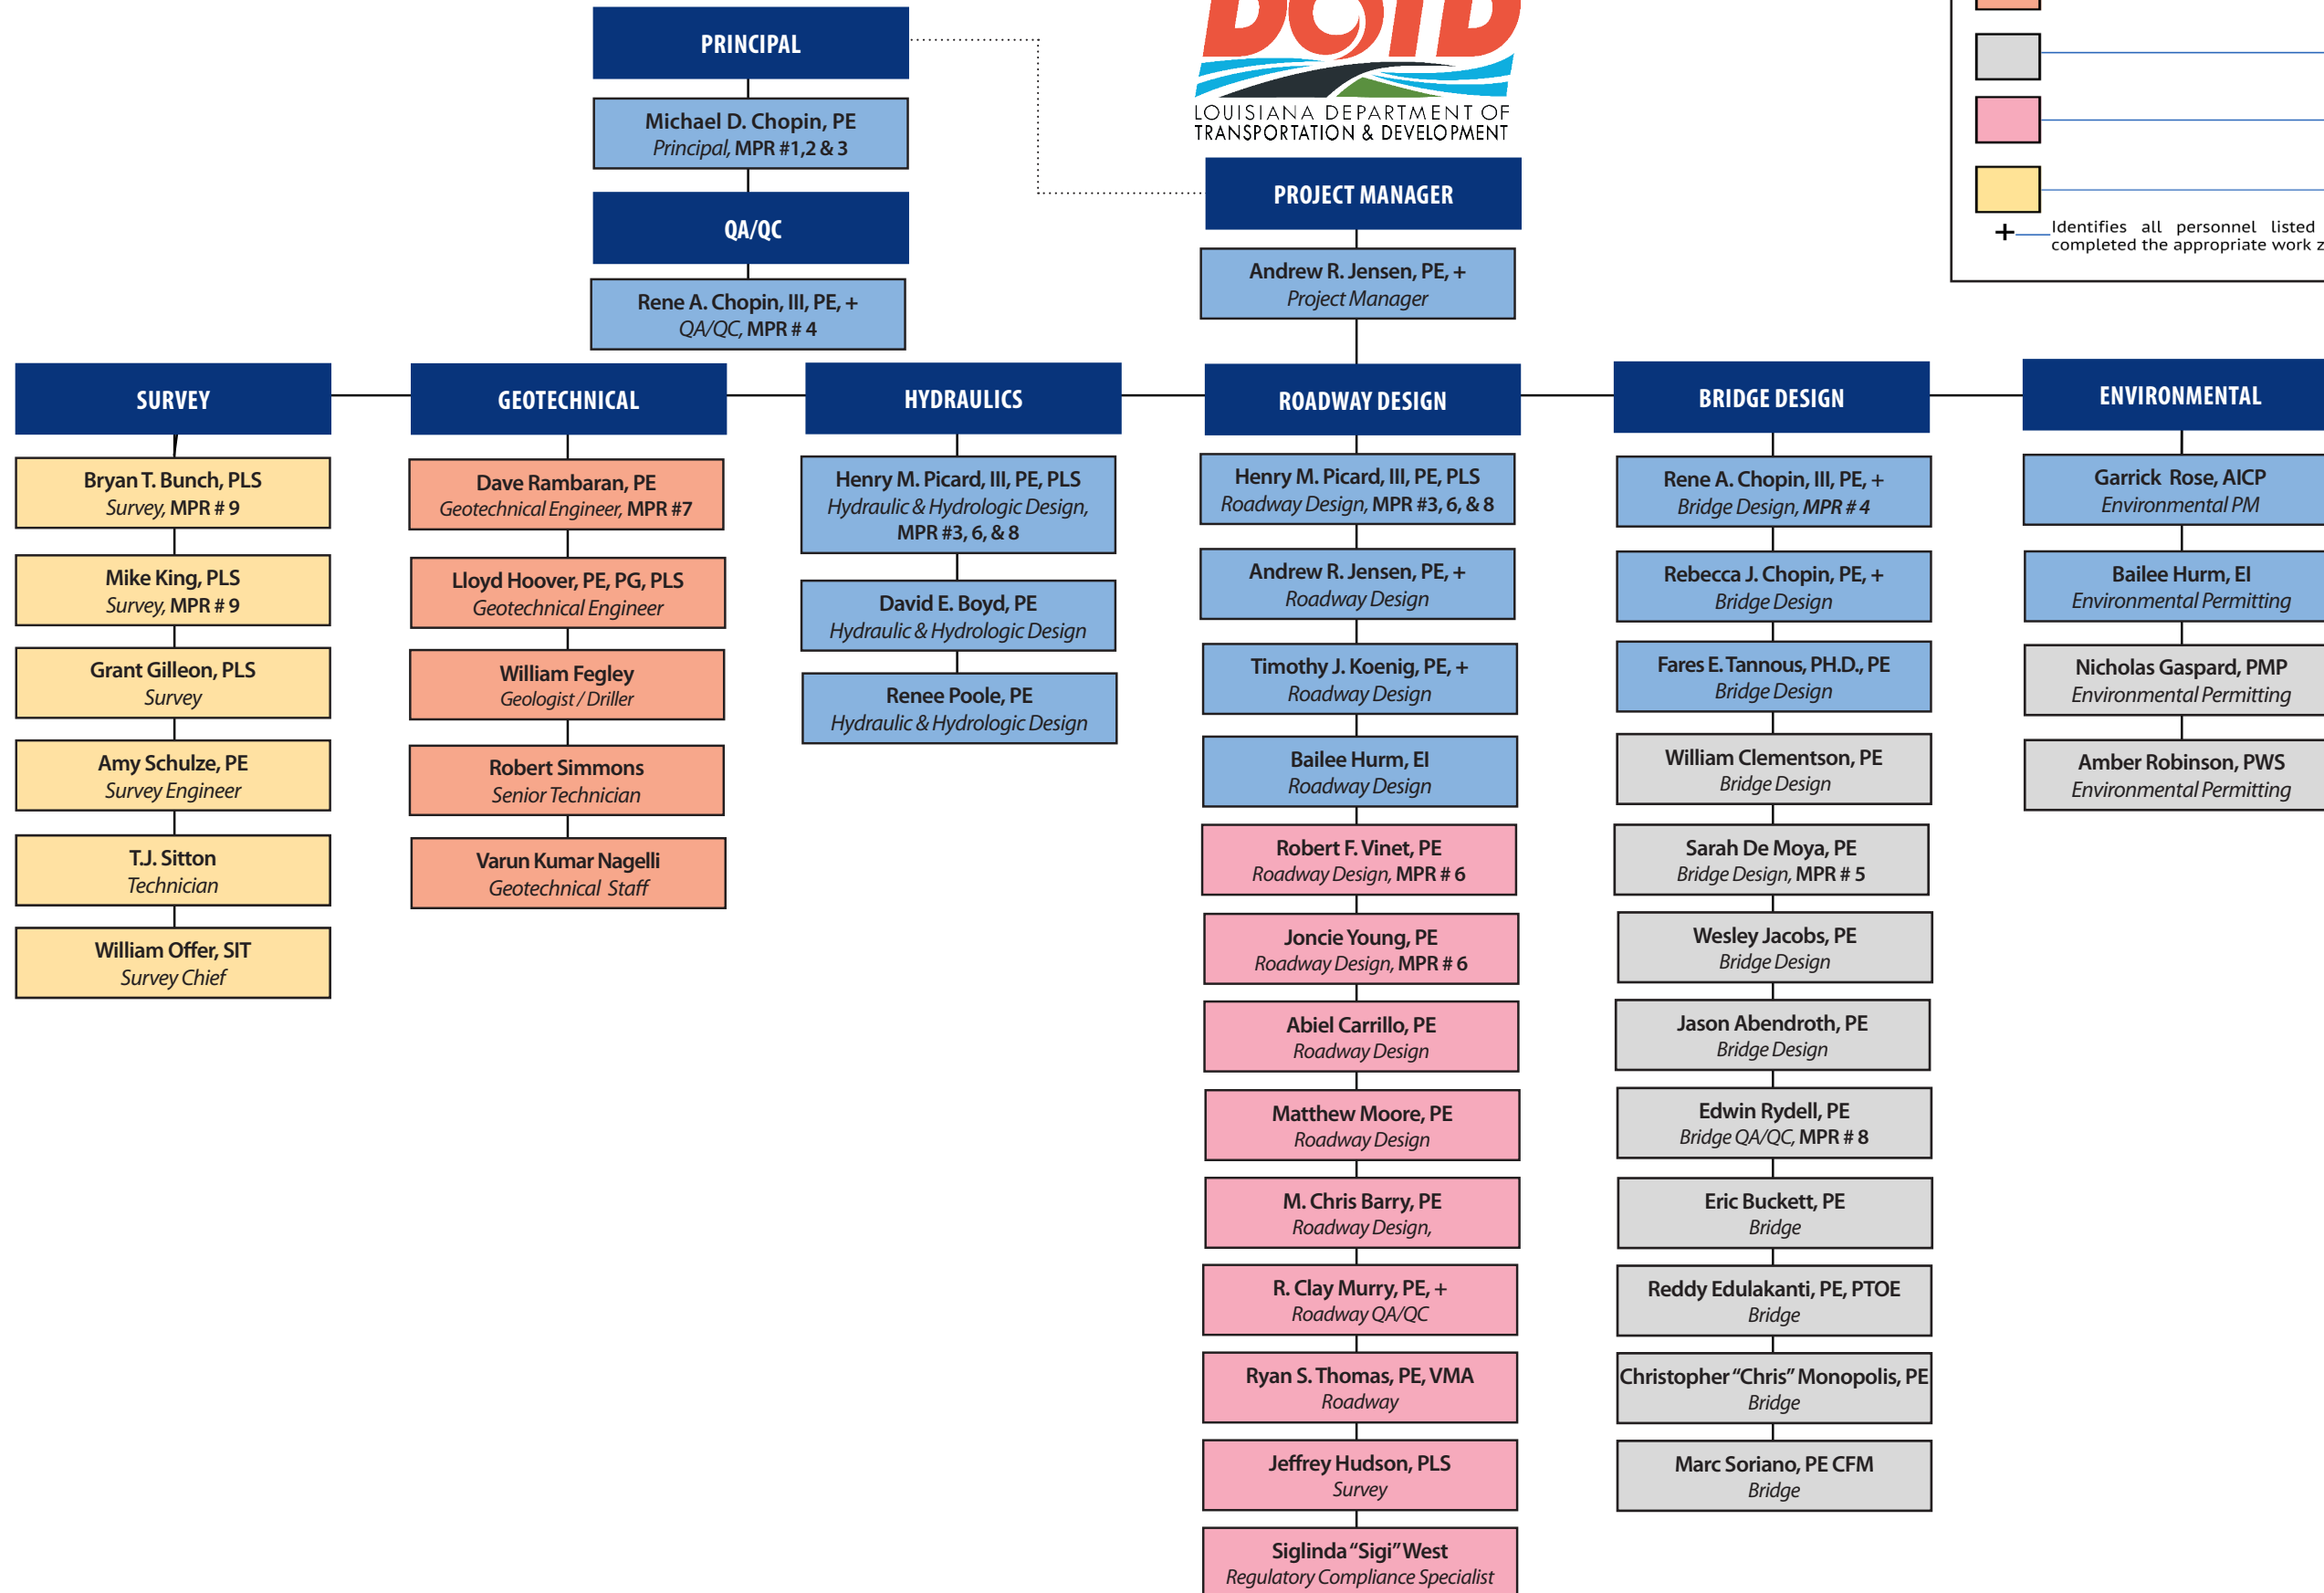 DOTD
LOUISIANA DEPARTMENT OF
TRANSPORTATION & DEVELOPMENT
PRINCIPAL
Michael D. Chopin, PE
Principal, MPR #1,2 & 3
QA/QC
Rene A. Chopin, III, PE, +
QA/QC, MPR # 4
PROJECT MANAGER
Andrew R. Jensen, PE, +
Project Manager
+ Identifies all personnel listed
completed the appropriate work z
SURVEY
Bryan T. Bunch, PLS
Survey, MPR # 9
Mike King, PLS
Survey, MPR # 9
Grant Gilleon, PLS
Survey
Amy Schulze, PE
Survey Engineer
T.J. Sitton
Technician
William Offer, SIT
Survey Chief
GEOTECHNICAL
Dave Rambaran, PE
Geotechnical Engineer, MPR #7
Lloyd Hoover, PE, PG, PLS
Geotechnical Engineer
William Fegley
Geologist / Driller
Robert Simmons
Senior Technician
Varun Kumar Nagelli
Geotechnical Staff
HYDRAULICS
Henry M. Picard, III, PE, PLS
Hydraulic & Hydrologic Design,
MPR #3, 6, & 8
David E. Boyd, PE
Hydraulic & Hydrologic Design
Renee Poole, PE
Hydraulic & Hydrologic Design
ROADWAY DESIGN
Henry M. Picard, III, PE, PLS
Roadway Design, MPR #3, 6, & 8
Andrew R. Jensen, PE, +
Roadway Design
Timothy J. Koenig, PE, +
Roadway Design
Bailee Hurm, EI
Roadway Design
Robert F. Vinet, PE
Roadway Design, MPR # 6
Joncie Young, PE
Roadway Design, MPR # 6
Abiel Carrillo, PE
Roadway Design
Matthew Moore, PE
Roadway Design
M. Chris Barry, PE
Roadway Design,
R. Clay Murry, PE, +
Roadway QA/QC
Ryan S. Thomas, PE, VMA
Roadway
Jeffrey Hudson, PLS
Survey
Siglinda “Sigi” West
Regulatory Compliance Specialist
BRIDGE DESIGN
Rene A. Chopin, III, PE, +
Bridge Design, MPR # 4
Rebecca J. Chopin, PE, +
Bridge Design
Fares E. Tannous, PH.D., PE
Bridge Design
William Clementson, PE
Bridge Design
Sarah De Moya, PE
Bridge Design, MPR # 5
Wesley Jacobs, PE
Bridge Design
Jason Abendroth, PE
Bridge Design
Edwin Rydell, PE
Bridge QA/QC, MPR # 8
Eric Buckett, PE
Bridge
Reddy Edulakanti, PE, PTOE
Bridge
Christopher “Chris” Monopolis, PE
Bridge
Marc Soriano, PE CFM
Bridge
ENVIRONMENTAL
Garrick Rose, AICP
Environmental PM
Bailee Hurm, EI
Environmental Permitting
Nicholas Gaspard, PMP
Environmental Permitting
Amber Robinson, PWS
Environmental Permitting